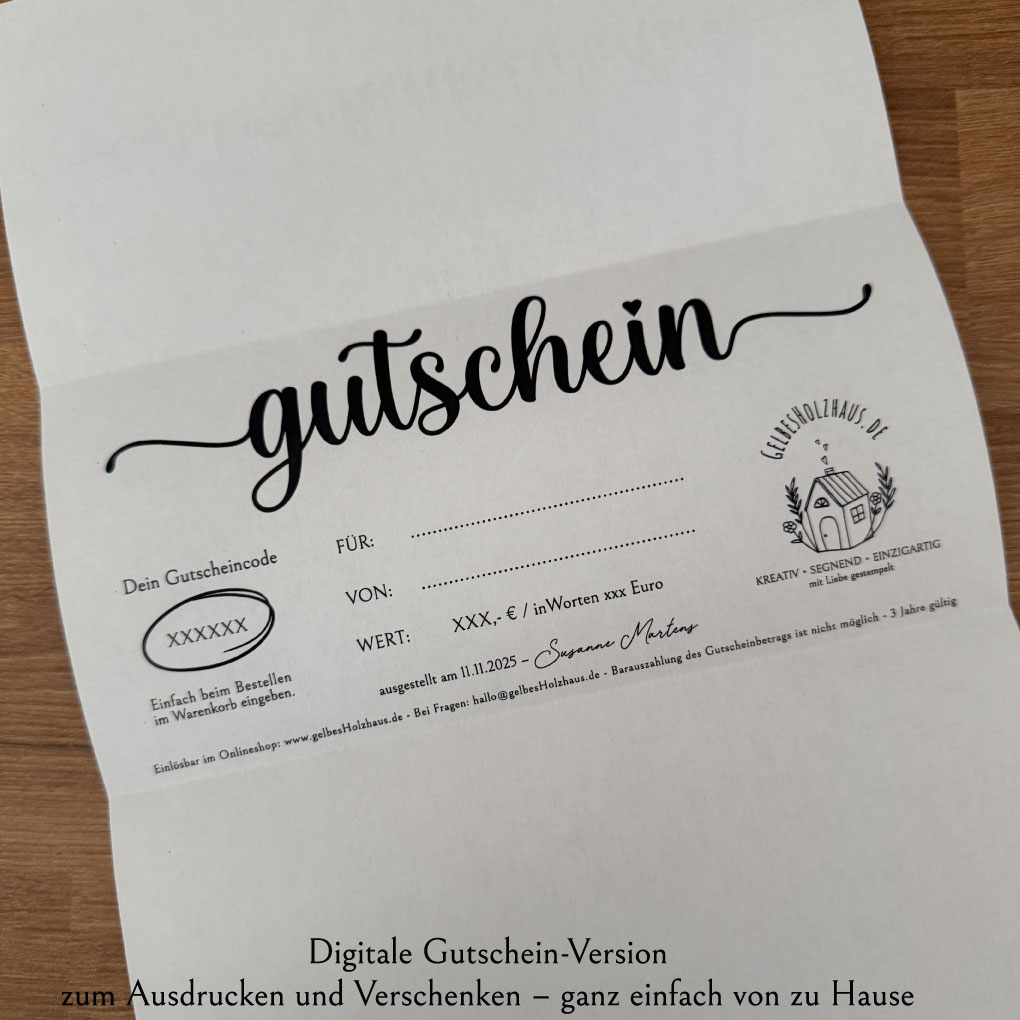 gutschein
GELBESHOLZHAUS.DE
KREATIV • SEGNEND • EINZIGARTIG
mit Liebe gestempelt
Dein Gutscheincode
XXXXXX
Einfach beim Bestellen
im Warenkorb eingeben.
FÜR: ........................................
VON: ........................................
WERT: XXX,- € / inWorten xxx Euro
ausgestellt am 11.11.2025 – Susanne Martens
Einlösbar im Onlineshop: www.gelbesHolzhaus.de - Bei Fragen: hallo@gelbesHolzhaus.de - Barauszahlung des Gutscheinbetrags ist nicht möglich - 3 Jahre gültig
Digitale Gutschein-Version
zum Ausdrucken und Verschenken – ganz einfach von zu Hause